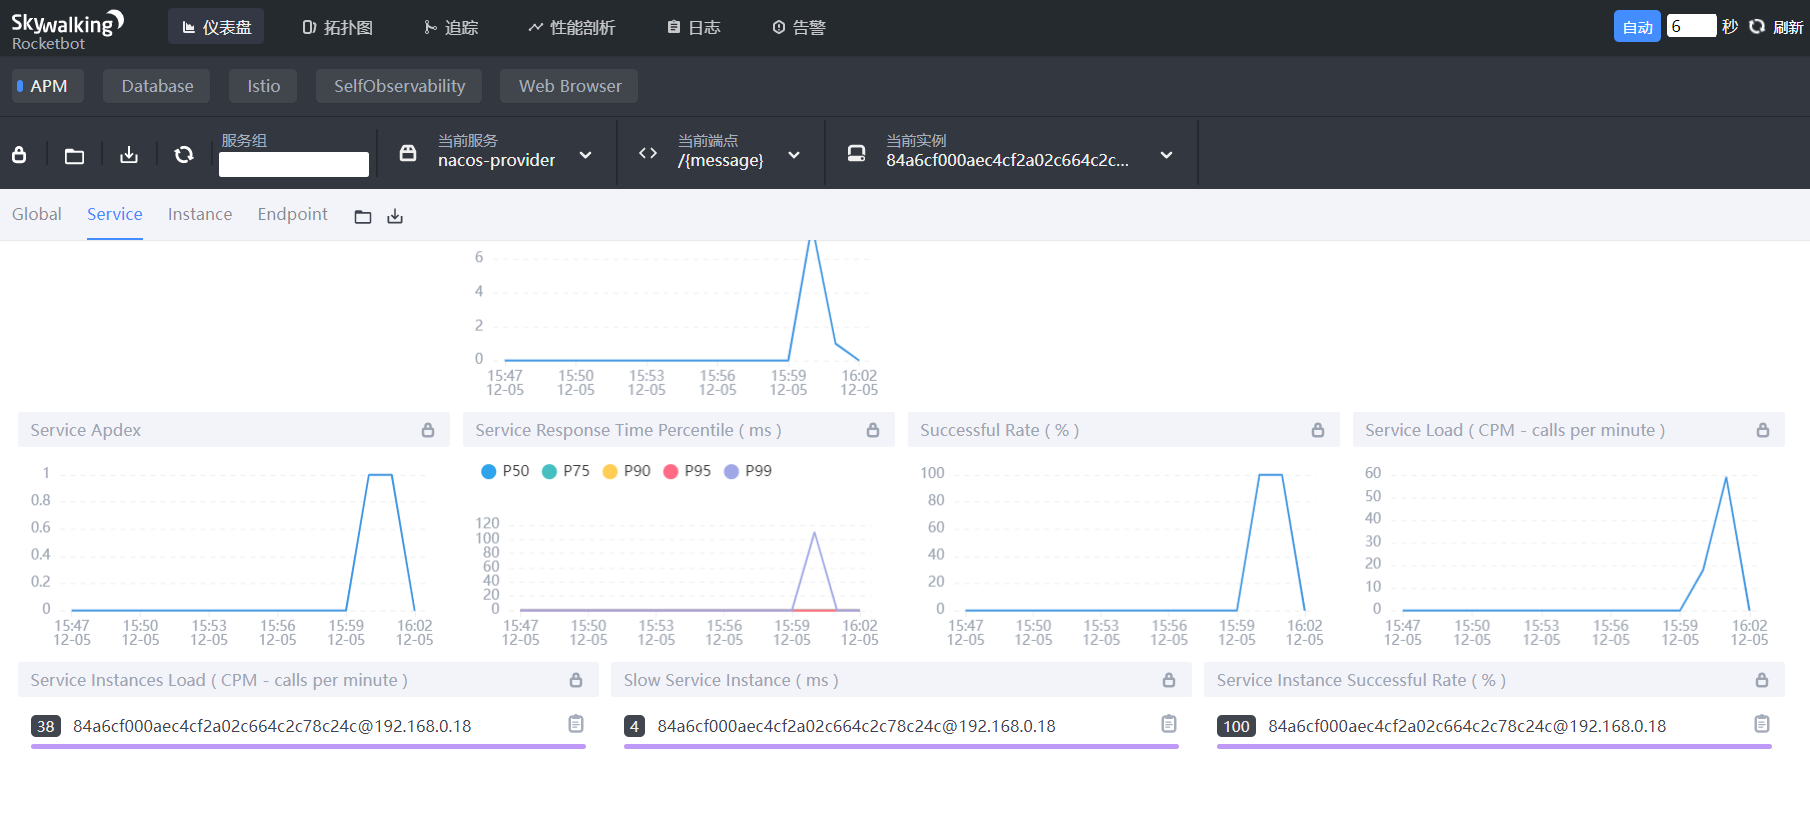 Skywalking
Rocketbot
仪表盘
拓扑图
追踪
性能剖析
日志
告警
自动
6
秒
刷新
APM
Database
Istio
SelfObservability
Web Browser
服务组
当前服务
nacos-provider
当前端点
/{message}
当前实例
84a6cf000aec4cf2a02c664c2c...
Global
Service
Instance
Endpoint
6
4
2
0
15:47 15:50 15:53 15:56 15:59 16:02
12-05 12-05 12-05 12-05 12-05 12-05
Service Apdex
1
0.8
0.6
0.4
0.2
0
15:47 15:50 15:53 15:56 15:59 16:02
12-05 12-05 12-05 12-05 12-05 12-05
Service Response Time Percentile ( ms )
P50 P75 P90 P95 P99
120
100
80
60
40
20
0
15:47 15:50 15:53 15:56 15:59 16:02
12-05 12-05 12-05 12-05 12-05 12-05
Successful Rate ( % )
100
80
60
40
20
0
15:47 15:50 15:53 15:56 15:59 16:02
12-05 12-05 12-05 12-05 12-05 12-05
Service Load ( CPM - calls per minute )
60
50
40
30
20
10
0
15:47 15:50 15:53 15:56 15:59 16:02
12-05 12-05 12-05 12-05 12-05 12-05
Service Instances Load ( CPM - calls per minute )
38 84a6cf000aec4cf2a02c664c2c78c24c@192.168.0.18
Slow Service Instance ( ms )
4 84a6cf000aec4cf2a02c664c2c78c24c@192.168.0.18
Service Instance Successful Rate ( % )
100 84a6cf000aec4cf2a02c664c2c78c24c@192.168.0.18